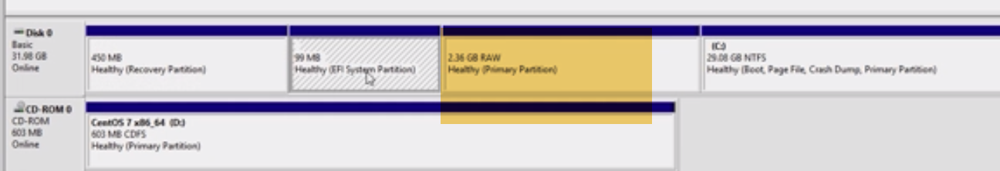 Disk 0
Basic
31.98 GB
Online
450 MB
Healthy (Recovery Partition)
99 MB
Healthy (EFI System Partition)
2.36 GB RAW
Healthy (Primary Partition)
(C:)
29.08 GB NTFS
Healthy (Boot, Page File, Crash Dump, Primary Partition)
CD-ROM 0
CD-ROM
603 MB
Online
CentOS 7 x86_64 (D:)
603 MB CDFS
Healthy (Primary Partition)